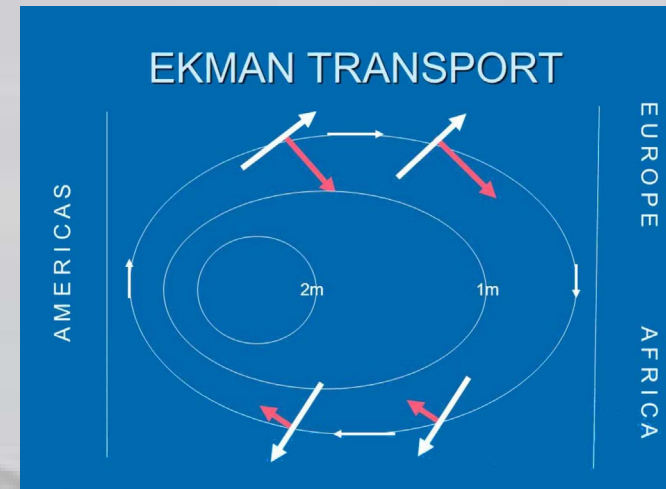 EKMAN TRANSPORT
AMERICAS
2m
1m
EUROPE
AFRICA